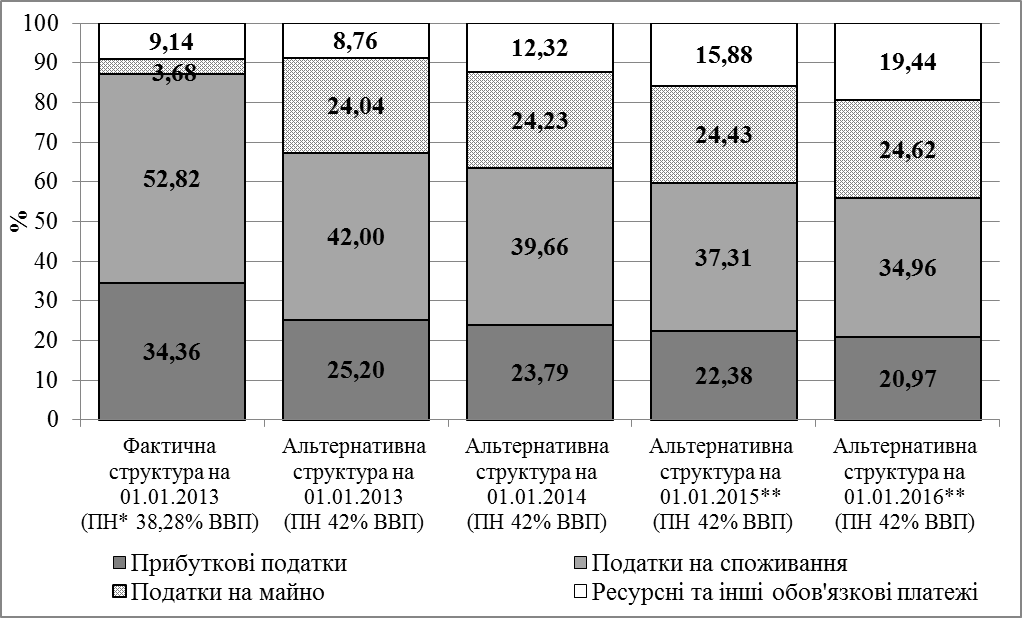 100
90
80
70
60
50
40
30
20
10
0
%
9,14 8,76 12,32 15,88 19,44
3,68 24,04 24,23 24,43 24,62
52,82 42,00 39,66 37,31 34,96
34,36 25,20 23,79 22,38 20,97
Фактична структура на 01.01.2013 (ПН* 38,28% ВВП)
Альтернативна структура на 01.01.2013 (ПН 42% ВВП)
Альтернативна структура на 01.01.2014 (ПН 42% ВВП)
Альтернативна структура на 01.01.2015** (ПН 42% ВВП)
Альтернативна структура на 01.01.2016** (ПН 42% ВВП)
Прибуткові податки
Податки на споживання
Податки на майно
Ресурсні та інші обов'язкові платежі